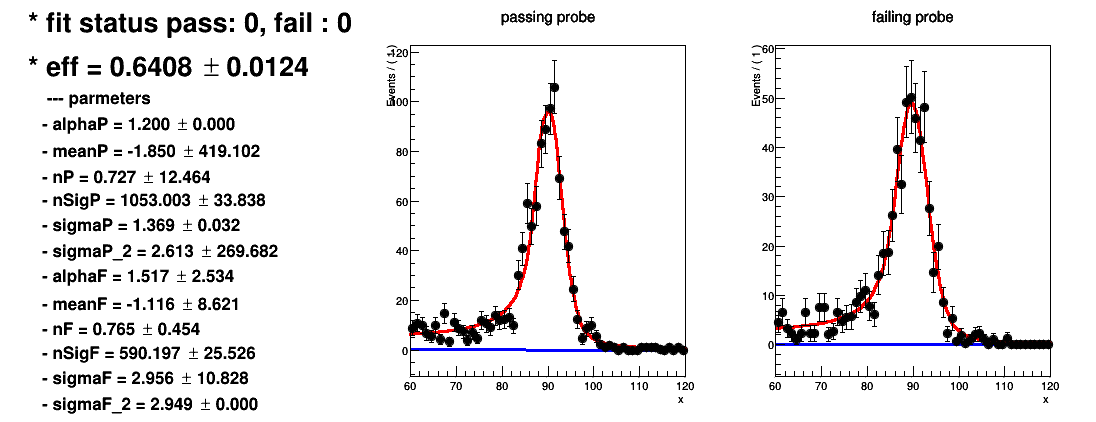 * fit status pass: 0, fail : 0
* eff = 0.6408 ± 0.0124
--- parmeters
- alphaP = 1.200 ± 0.000
- meanP = -1.850 ± 419.102
- nP = 0.727 ± 12.464
- nSigP = 1053.003 ± 33.838
- sigmaP = 1.369 ± 0.032
- sigmaP_2 = 2.613 ± 269.682
- alphaF = 1.517 ± 2.534
- meanF = -1.116 ± 8.621
- nF = 0.765 ± 0.454
- nSigF = 590.197 ± 25.526
- sigmaF = 2.956 ± 10.828
- sigmaF_2 = 2.949 ± 0.000
passing probe
Events / ( 1 )
120
100
80
60
40
20
0
60 70 80 90 100 110 120
x
failing probe
Events / ( 1 )
60
50
40
30
20
10
0
60 70 80 90 100 110 120
x